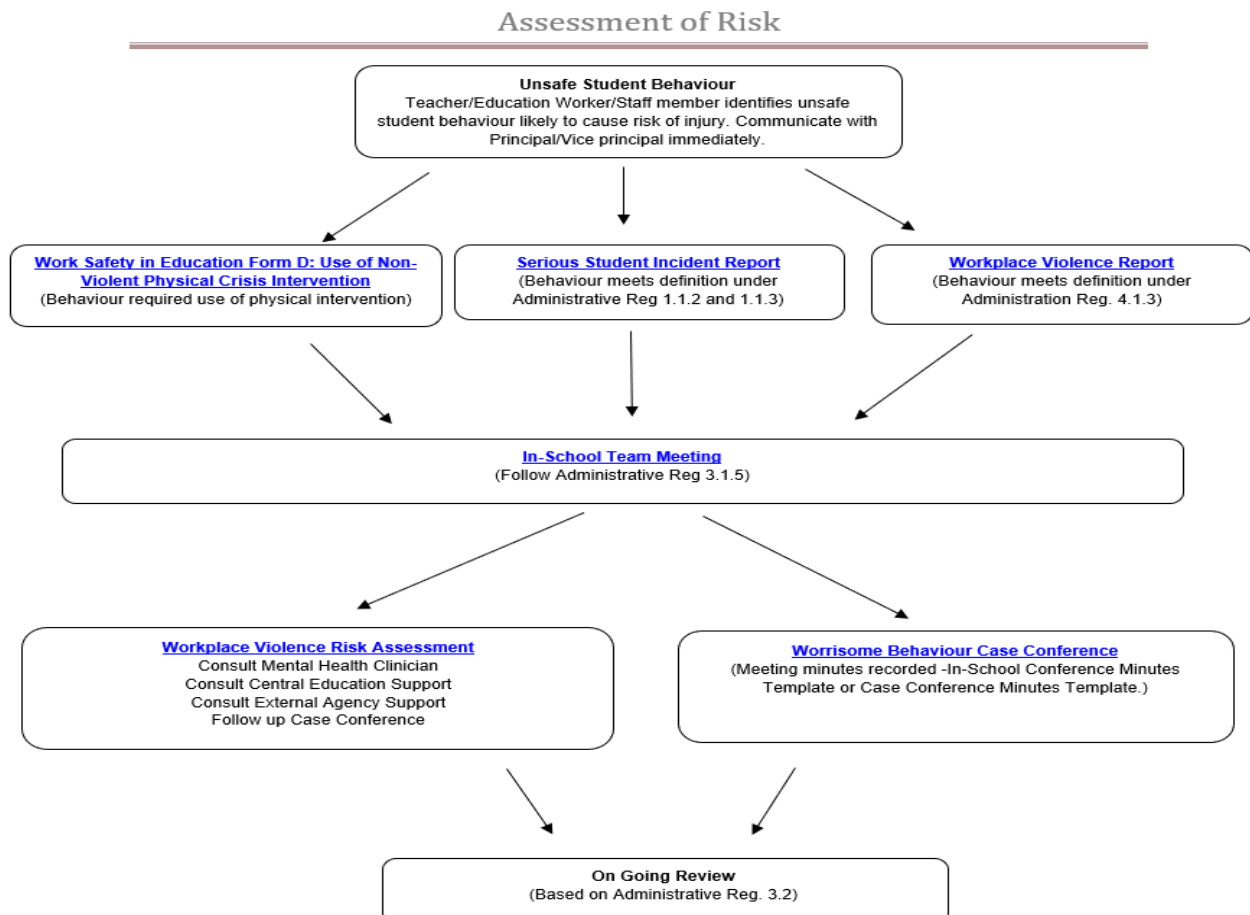 Assessment of Risk
Unsafe Student Behaviour
Teacher/Education Worker/Staff member identifies unsafe
student behaviour likely to cause risk of injury. Communicate with
Principal/Vice principal immediately.
Work Safety in Education Form D: Use of Non-
Violent Physical Crisis Intervention
(Behaviour required use of physical intervention)
Serious Student Incident Report
(Behaviour meets definition under
Administrative Reg 1.1.2 and 1.1.3)
Workplace Violence Report
(Behaviour meets definition under
Administration Reg. 4.1.3)
In-School Team Meeting
(Follow Administrative Reg 3.1.5)
Workplace Violence Risk Assessment
Consult Mental Health Clinician
Consult Central Education Support
Consult External Agency Support
Follow up Case Conference
Worrisome Behaviour Case Conference
(Meeting minutes recorded -In-School Conference Minutes
Template or Case Conference Minutes Template.)
On Going Review
(Based on Administrative Reg. 3.2)